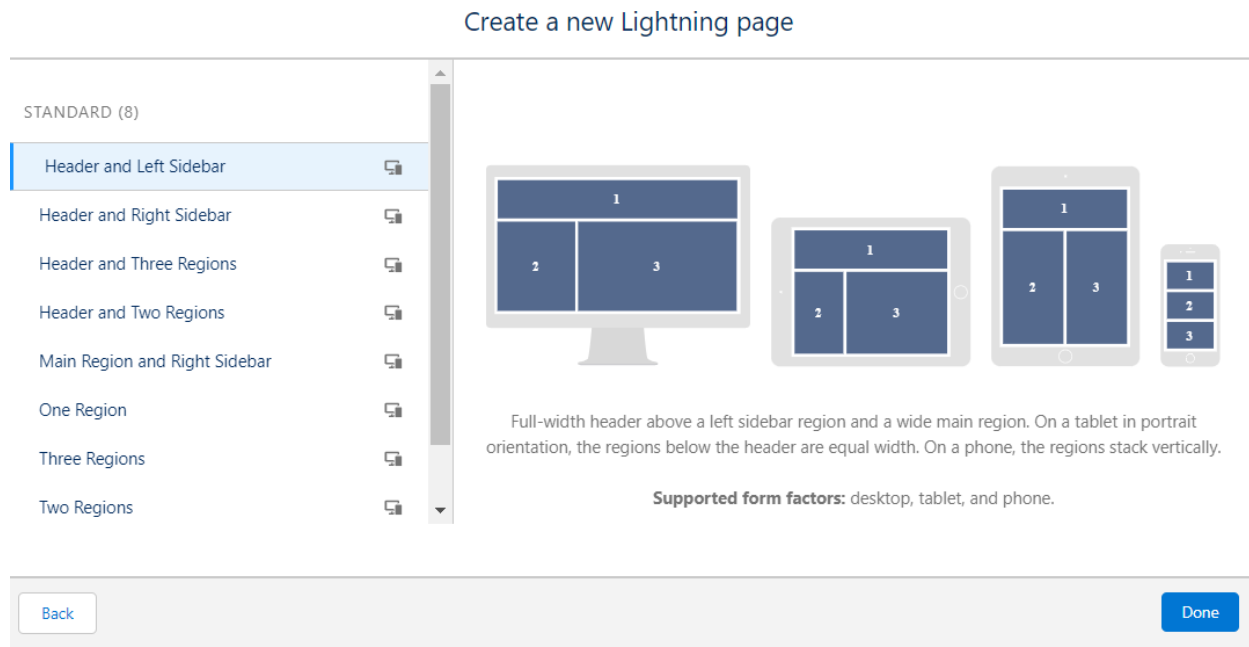 Create a new Lightning page
STANDARD (8)
Header and Left Sidebar
Header and Right Sidebar
Header and Three Regions
Header and Two Regions
Main Region and Right Sidebar
One Region
Three Regions
Two Regions
1
2 3
1
2 3
1
2 3
1
2
3
Full-width header above a left sidebar region and a wide main region. On a tablet in portrait
orientation, the regions below the header are equal width. On a phone, the regions stack vertically.
Supported form factors: desktop, tablet, and phone.
Back
Done